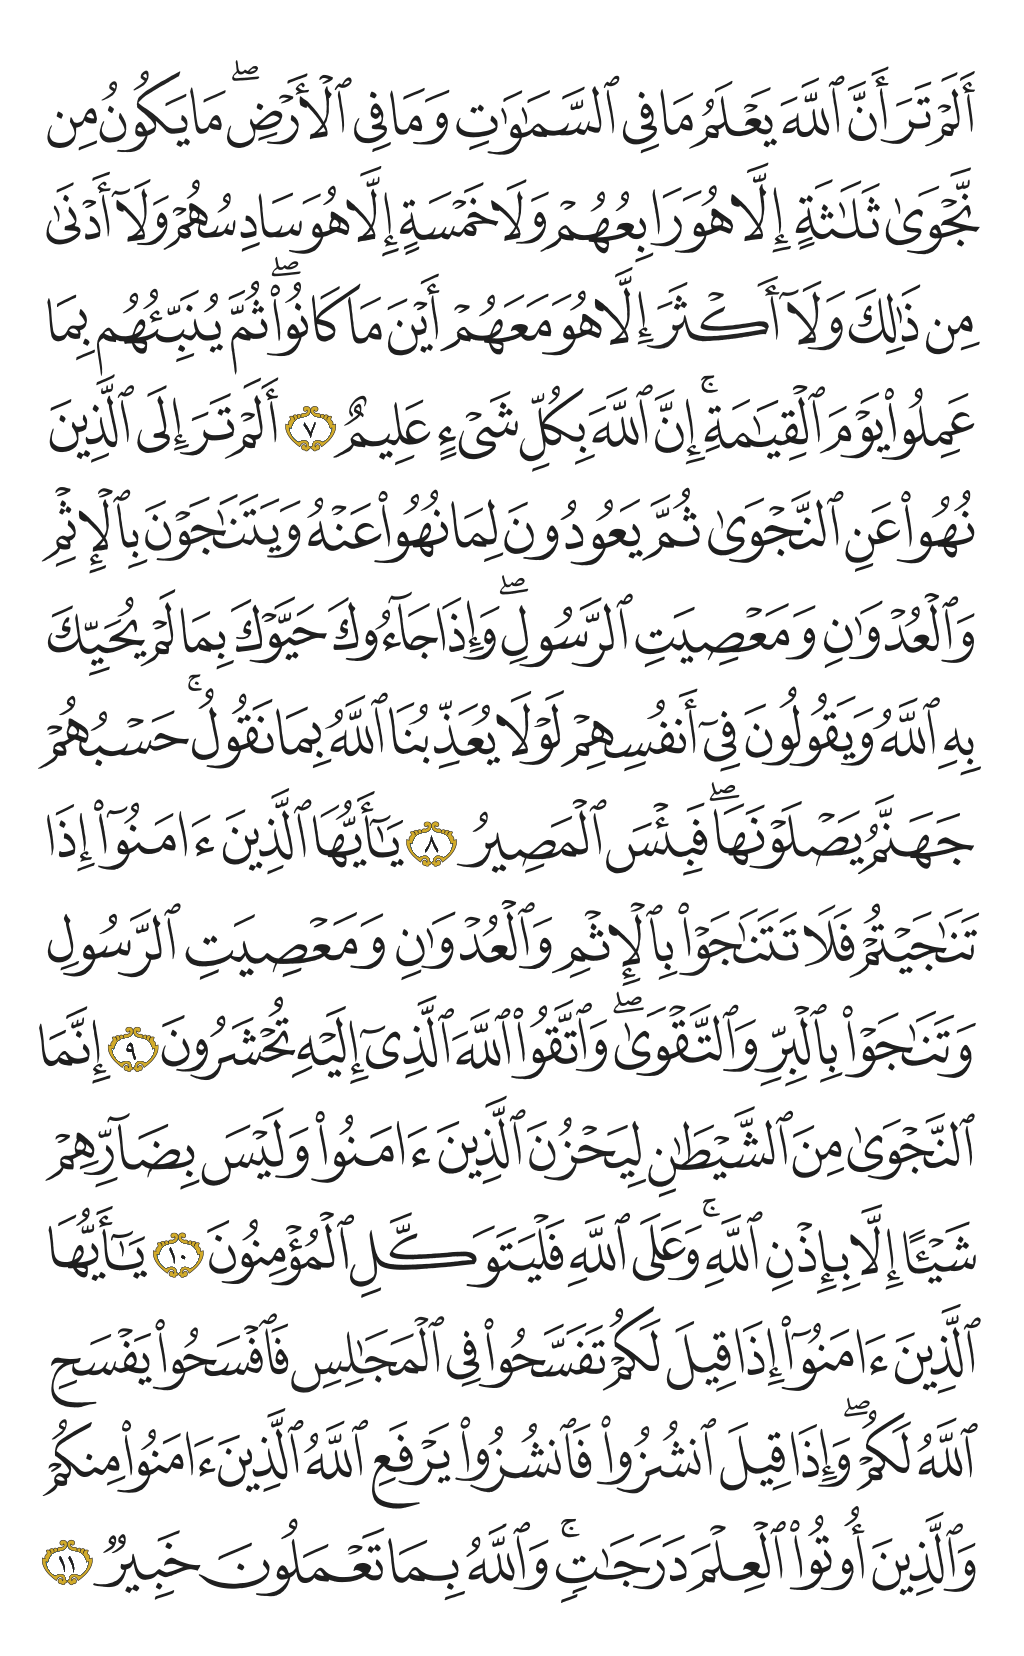 أَلَمْ تَرَ أَنَّ ٱللَّهَ يَعْلَمُ مَا فِى ٱلسَّمَٰوَٰتِ وَمَا فِى ٱلْأَرْضِ ۖ مَا يَكُونُ مِن
نَّجْوَىٰ ثَلَٰثَةٍ إِلَّا هُوَ رَابِعُهُمْ وَلَا خَمْسَةٍ إِلَّا هُوَ سَادِسُهُمْ وَلَآ أَدْنَىٰ
مِن ذَٰلِكَ وَلَآ أَكْثَرَ إِلَّا هُوَ مَعَهُمْ أَيْنَ مَا كَانُوا۟ ۖ ثُمَّ يُنَبِّئُهُم بِمَا
عَمِلُوا۟ يَوْمَ ٱلْقِيَٰمَةِ ۚ إِنَّ ٱللَّهَ بِكُلِّ شَىْءٍ عَلِيمٌ ٧ أَلَمْ تَرَ إِلَى ٱلَّذِينَ
نُهُوا۟ عَنِ ٱلنَّجْوَىٰ ثُمَّ يَعُودُونَ لِمَا نُهُوا۟ عَنْهُ وَيَتَنَٰجَوْنَ بِٱلْإِثْمِ
وَٱلْعُدْوَٰنِ وَمَعْصِيَتِ ٱلرَّسُولِ ۖ وَإِذَا جَآءُوكَ حَيَّوْكَ بِمَا لَمْ يُحَيِّكَ
بِهِ ٱللَّهُ وَيَقُولُونَ فِىٓ أَنفُسِهِمْ لَوْلَا يُعَذِّبُنَا ٱللَّهُ بِمَا نَقُولُ ۚ حَسْبُهُمْ
جَهَنَّمُ يَصْلَوْنَهَا ۖ فَبِئْسَ ٱلْمَصِيرُ ٨ يَٰٓأَيُّهَا ٱلَّذِينَ ءَامَنُوٓا۟ إِذَا
تَنَٰجَيْتُمْ فَلَا تَتَنَٰجَوْا۟ بِٱلْإِثْمِ وَٱلْعُدْوَٰنِ وَمَعْصِيَتِ ٱلرَّسُولِ
وَتَنَٰجَوْا۟ بِٱلْبِرِّ وَٱلتَّقْوَىٰ ۖ وَٱتَّقُوا۟ ٱللَّهَ ٱلَّذِىٓ إِلَيْهِ تُحْشَرُونَ ٩ إِنَّمَا
ٱلنَّجْوَىٰ مِنَ ٱلشَّيْطَٰنِ لِيَحْزُنَ ٱلَّذِينَ ءَامَنُوا۟ وَلَيْسَ بِضَآرِّهِمْ
شَيْـًٔا إِلَّا بِإِذْنِ ٱللَّهِ ۚ وَعَلَى ٱللَّهِ فَلْيَتَوَكَّلِ ٱلْمُؤْمِنُونَ ١٠ يَٰٓأَيُّهَا
ٱلَّذِينَ ءَامَنُوٓا۟ إِذَا قِيلَ لَكُمْ تَفَسَّحُوا۟ فِى ٱلْمَجَٰلِسِ فَٱفْسَحُوا۟ يَفْسَحِ
ٱللَّهُ لَكُمْ ۖ وَإِذَا قِيلَ ٱنشُزُوا۟ فَٱنشُزُوا۟ يَرْفَعِ ٱللَّهُ ٱلَّذِينَ ءَامَنُوا۟ مِنكُمْ
وَٱلَّذِينَ أُوتُوا۟ ٱلْعِلْمَ دَرَجَٰتٍ ۚ وَٱللَّهُ بِمَا تَعْمَلُونَ خَبِيرٌ ١١